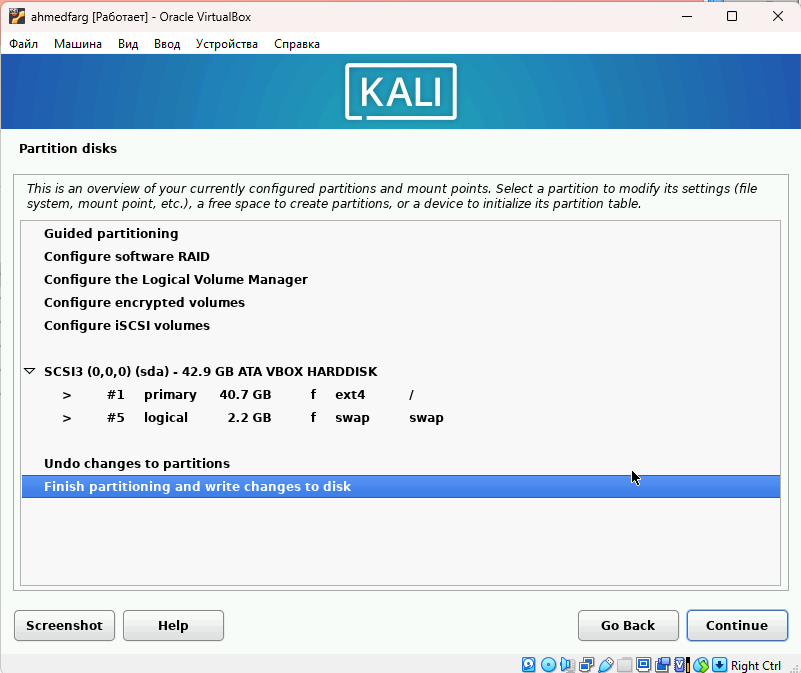 ahmedfarg [Работает] - Oracle VirtualBox
Файл Машина Вид Ввод Устройства Справка
KALI
Partition disks
This is an overview of your currently configured partitions and mount points. Select a partition to modify its settings (file
system, mount point, etc.), a free space to create partitions, or a device to initialize its partition table.
Guided partitioning
Configure software RAID
Configure the Logical Volume Manager
Configure encrypted volumes
Configure iSCSI volumes
SCSI3 (0,0,0) (sda) - 42.9 GB ATA VBOX HARDDISK
> #1 primary 40.7 GB f ext4 /
> #5 logical 2.2 GB f swap swap
Undo changes to partitions
Finish partitioning and write changes to disk
Screenshot Help Go Back Continue
Right Ctrl